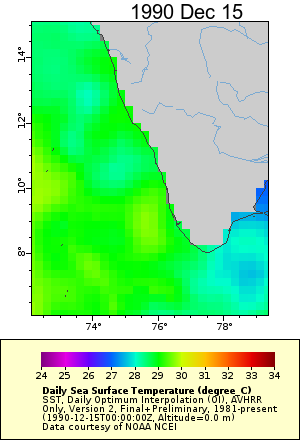 1990 Dec 15
14°
12°
10°
8°
74° 76° 78°
24 25 26 27 28 29 30 31 32 33 34
Daily Sea Surface Temperature (degree_C)
SST, Daily Optimum Interpolation (OI), AVHRR
Only, Version 2, Final+Preliminary, 1981-present
(1990-12-15T00:00:00Z, Altitude=0.0 m)
Data courtesy of NOAA NCEI